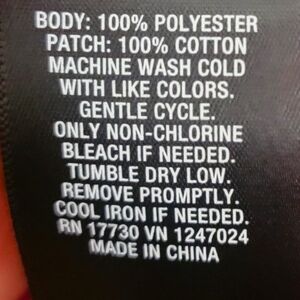 BODY: 100% POLYESTER
PATCH: 100% COTTON
MACHINE WASH COLD
WITH LIKE COLORS.
GENTLE CYCLE.
ONLY NON-CHLORINE
BLEACH IF NEEDED.
TUMBLE DRY LOW.
REMOVE PROMPTLY.
COOL IRON IF NEEDED.
RN 17730 VN 1247024
MADE IN CHINA